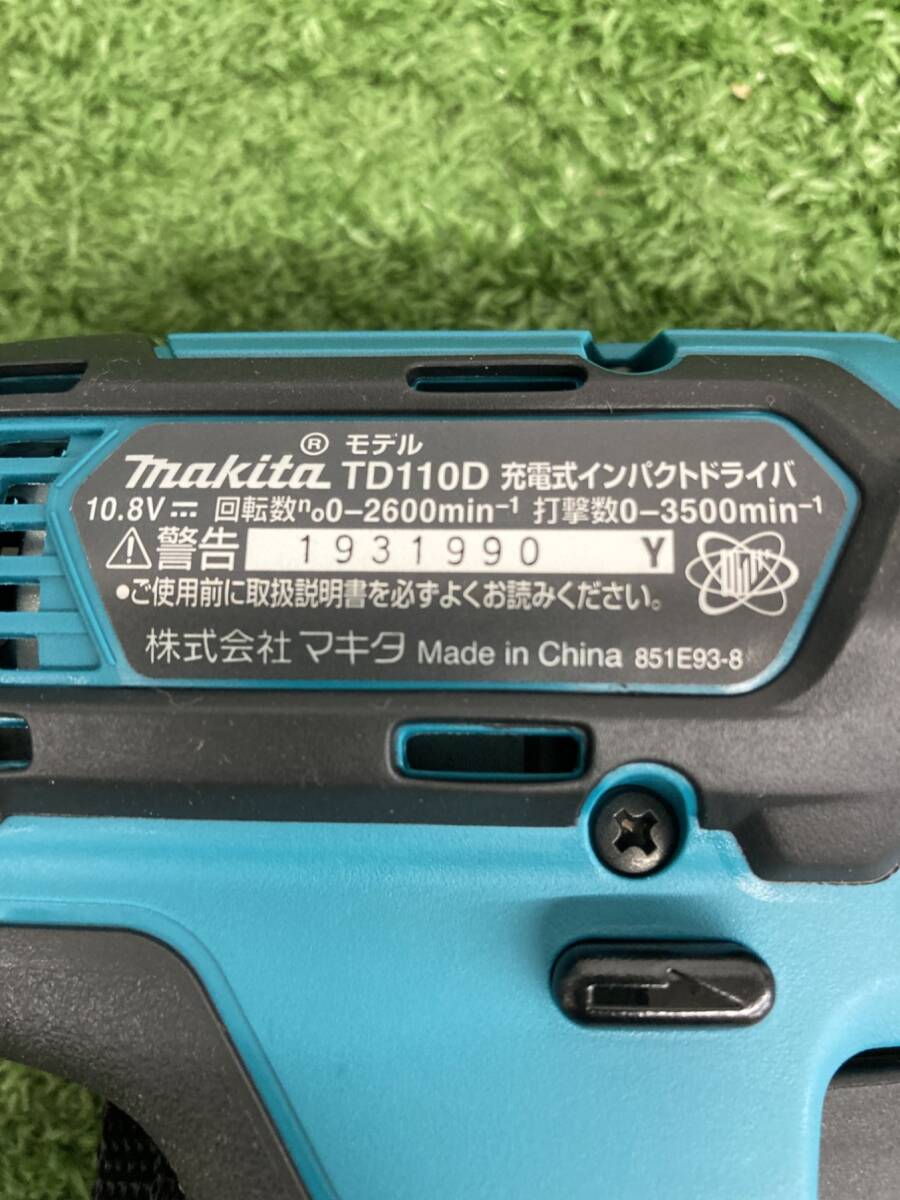 makita® モデル TD110D 充電式インパクトドライバ
10.8V⎓ 回転数n₀0-2600min⁻¹ 打撃数0-3500min⁻¹
⚠警告 1931990 Y
•ご使用前に取扱説明書を必ずよくお読みください。
株式会社 マキタ Made in China 851E93-8